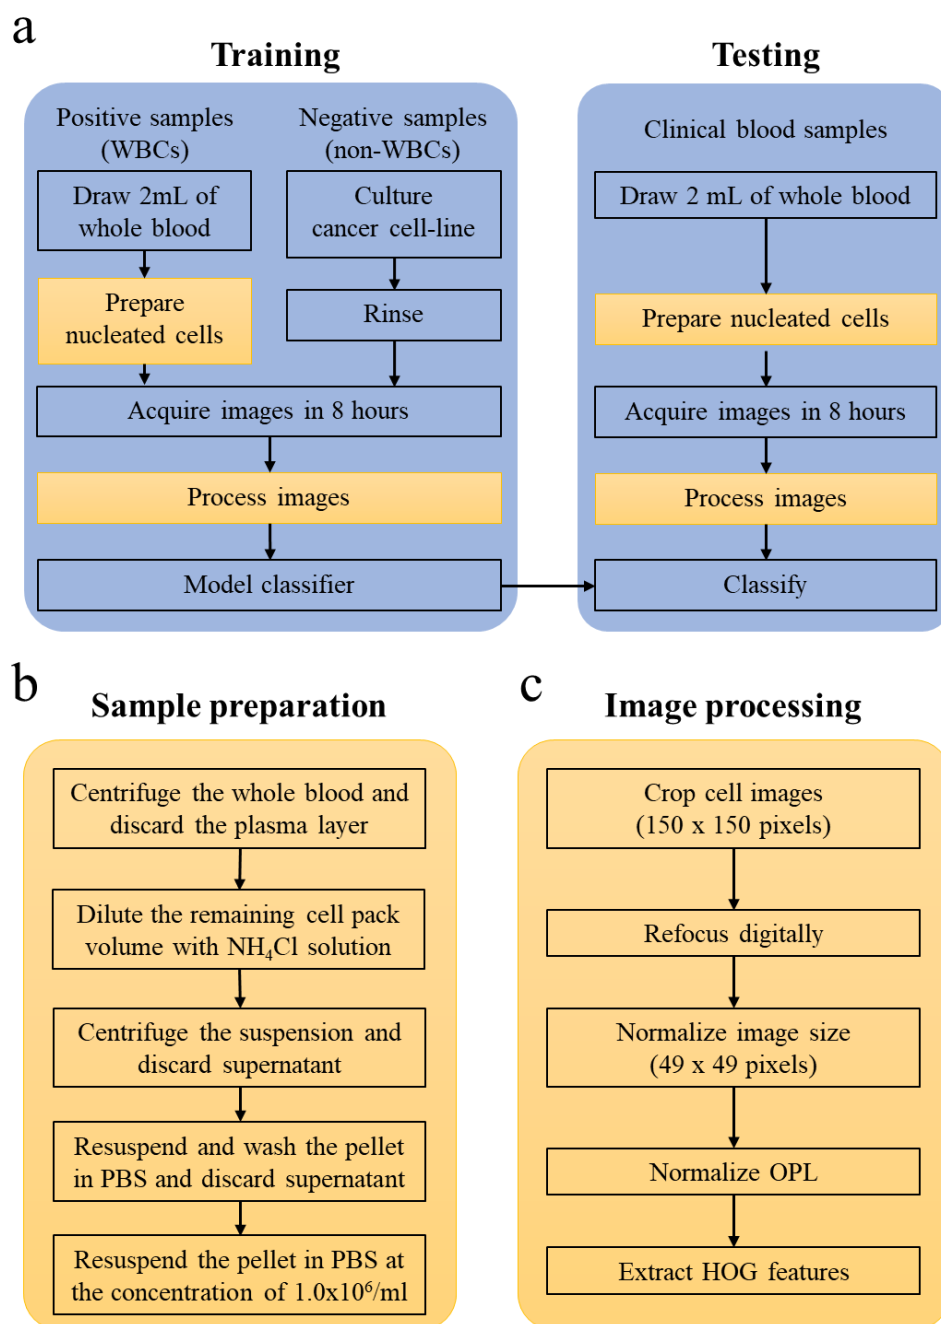 a
Training
Positive samples
(WBCs)
Negative samples
(non-WBCs)
Draw 2mL of
whole blood
Culture
cancer cell-line
Prepare
nucleated cells
Rinse
Acquire images in 8 hours
Process images
Model classifier
Testing
Clinical blood samples
Draw 2 mL of whole blood
Prepare nucleated cells
Acquire images in 8 hours
Process images
Classify
b
Sample preparation
Centrifuge the whole blood and
discard the plasma layer
Dilute the remaining cell pack
volume with NH₄Cl solution
Centrifuge the suspension and
discard supernatant
Resuspend and wash the pellet
in PBS and discard supernatant
Resuspend the pellet in PBS at
the concentration of 1.0x10⁶/ml
c
Image processing
Crop cell images
(150 x 150 pixels)
Refocus digitally
Normalize image size
(49 x 49 pixels)
Normalize OPL
Extract HOG features